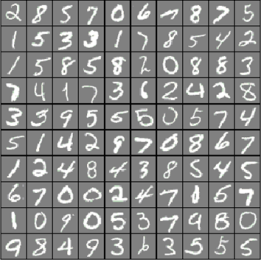 2 8 5 7 0 6 7 8 7 5
1 5 3 3 1 7 8 5 4 2
1 5 8 5 8 2 0 8 8 3
7 4 1 7 3 6 2 4 2 8
3 3 9 5 5 5 0 5 7 4
5 1 4 2 9 7 0 8 6 7
1 2 4 8 4 3 8 5 4 5
6 7 0 0 2 4 7 1 5 7
1 0 9 0 5 3 7 9 8 0
9 8 4 9 3 6 3 5 5 5